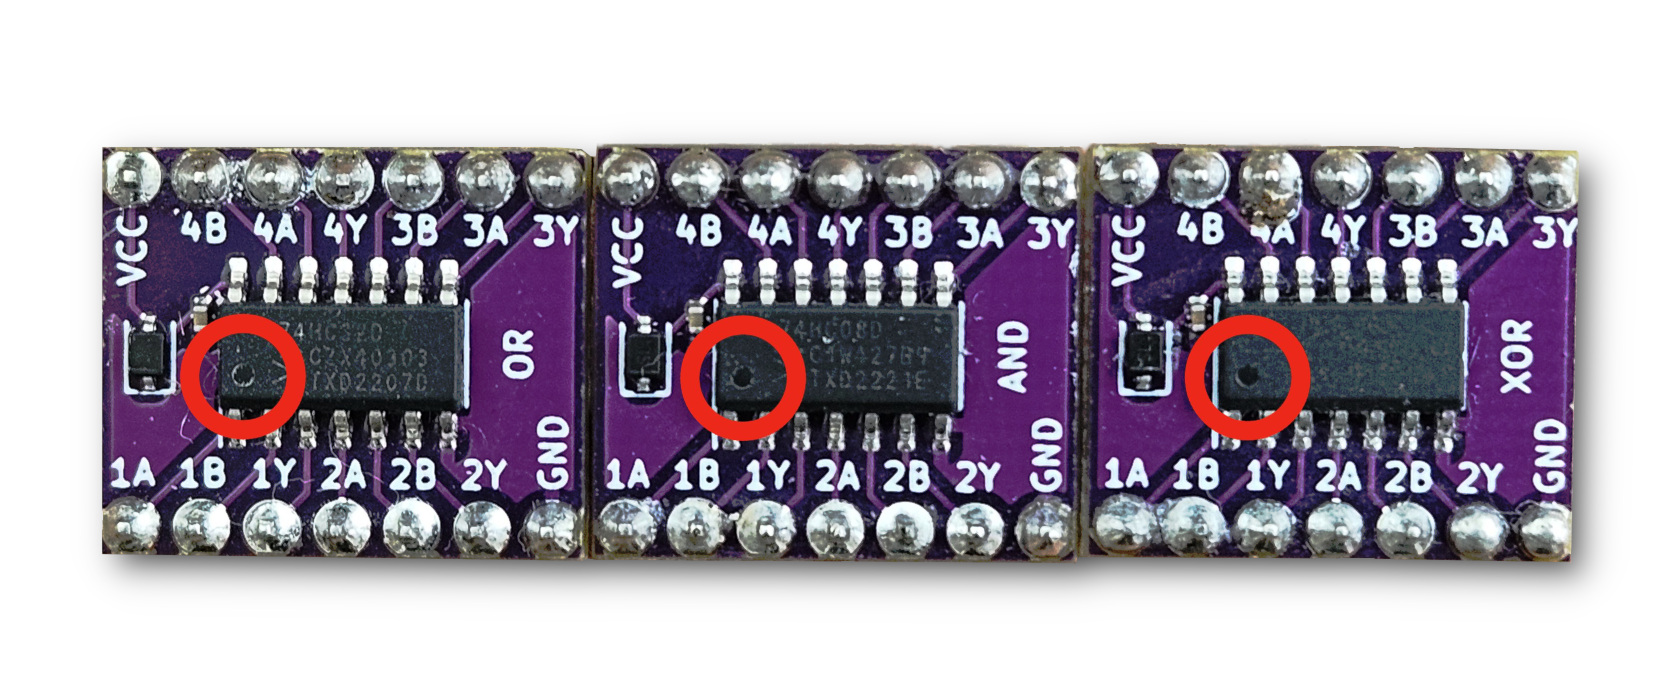 4B 4A 4Y 3B 3A 3Y
VCC
74HC32D
C7X40303
TXD2207D
OR
1A 1B 1Y 2A 2B 2Y
GND
4B 4A 4Y 3B 3A 3Y
VCC
74HC08D
TXD2221E
AND
1A 1B 1Y 2A 2B 2Y
GND
4B 4A 4Y 3B 3A 3Y
VCC
XOR
1A 1B 1Y 2A 2B 2Y
GND